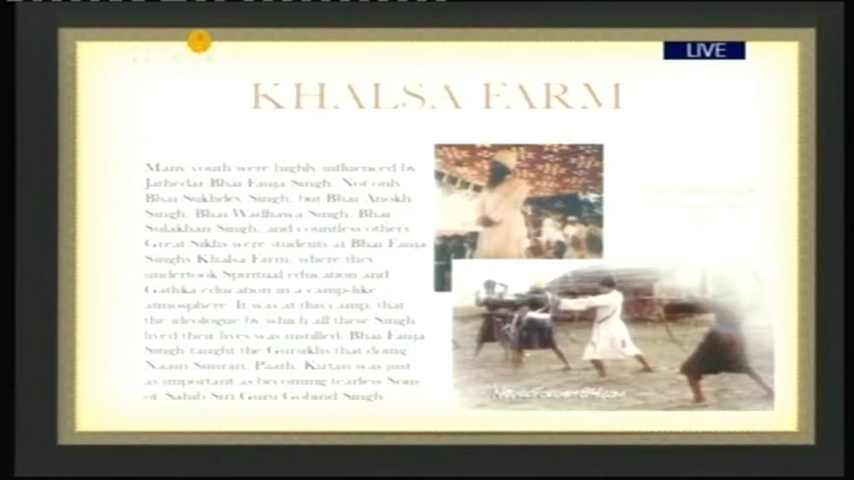 LIVE
KHALSA FARM
Many youth were highly influenced by
Jathedar Bhai Fauja Singh. Not only
Bhai Sukhdev Singh, but Bhai Anokh
Singh, Bhai Wadhawa Singh, Bhai
Sulakhan Singh, and countless others
Great Sikhs were students at Bhai Fauja
Singhs Khalsa Farm, where they
undertook Spiritual education and
Gathka education in a camp-like
atmosphere. It was at this camp, that
the ideologue by which all these Singh
lived their lives was instilled. Bhai Fauja
Singh taught the Gursikhs that doing
Naam Simran, Paath, Kirtan was just
as important as becoming fearless Sons
of Sahib Siri Guru Gobind Singh.
NeverForget84.com